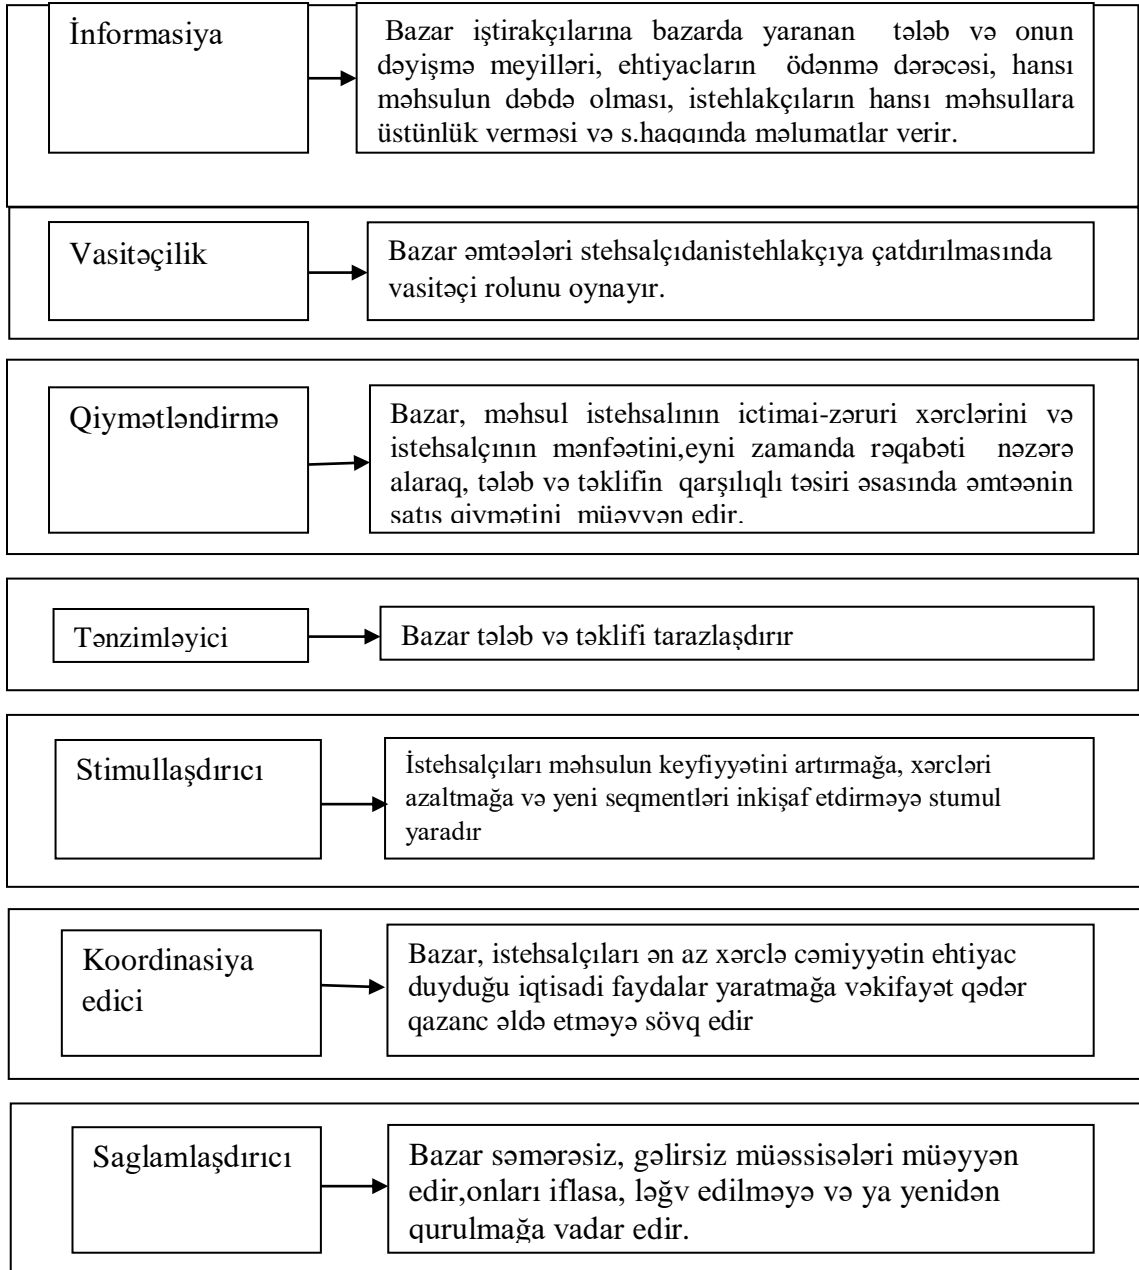 İnformasiya
Bazar iştirakçılarına bazarda yaranan tələb və onun
dəyişmə meyilləri, ehtiyacların ödənmə dərəcəsi, hansı
məhsulun dəbdə olması, istehlakçıların hansı məhsullara
üstünlük verməsi və s.haqqında məlumatlar verir.
Vasitəçilik
Bazar əmtəələri stehsalçıdanistehlakçıya çatdırılmasında
vasitəçi rolunu oynayır.
Qiymətləndirmə
Bazar, məhsul istehsalının ictimai-zəruri xərclərini və
istehsalçının mənfəətini,eyni zamanda rəqabəti nəzərə
alaraq, tələb və təklifin qarşılıqlı təsiri əsasında əmtəənin
satış qiymətini müəyyən edir.
Tənzimləyici
Bazar tələb və təklifi tarazlaşdırır
Stimullaşdırıcı
İstehsalçıları məhsulun keyfiyyətini artırmağa, xərcləri
azaltmağa və yeni seqmentləri inkişaf etdirməyə stumul
yaradır
Koordinasiya
edici
Bazar, istehsalçıları ən az xərclə cəmiyyətin ehtiyac
duyduğu iqtisadi faydalar yaratmağa vəkifayət qədər
qazanc əldə etməyə sövq edir
Saglamlaşdırıcı
Bazar səmərəsiz, gəlirsiz müəssisələri müəyyən
edir,onları iflasa, ləğv edilməyə və ya yenidən
qurulmağa vadar edir.